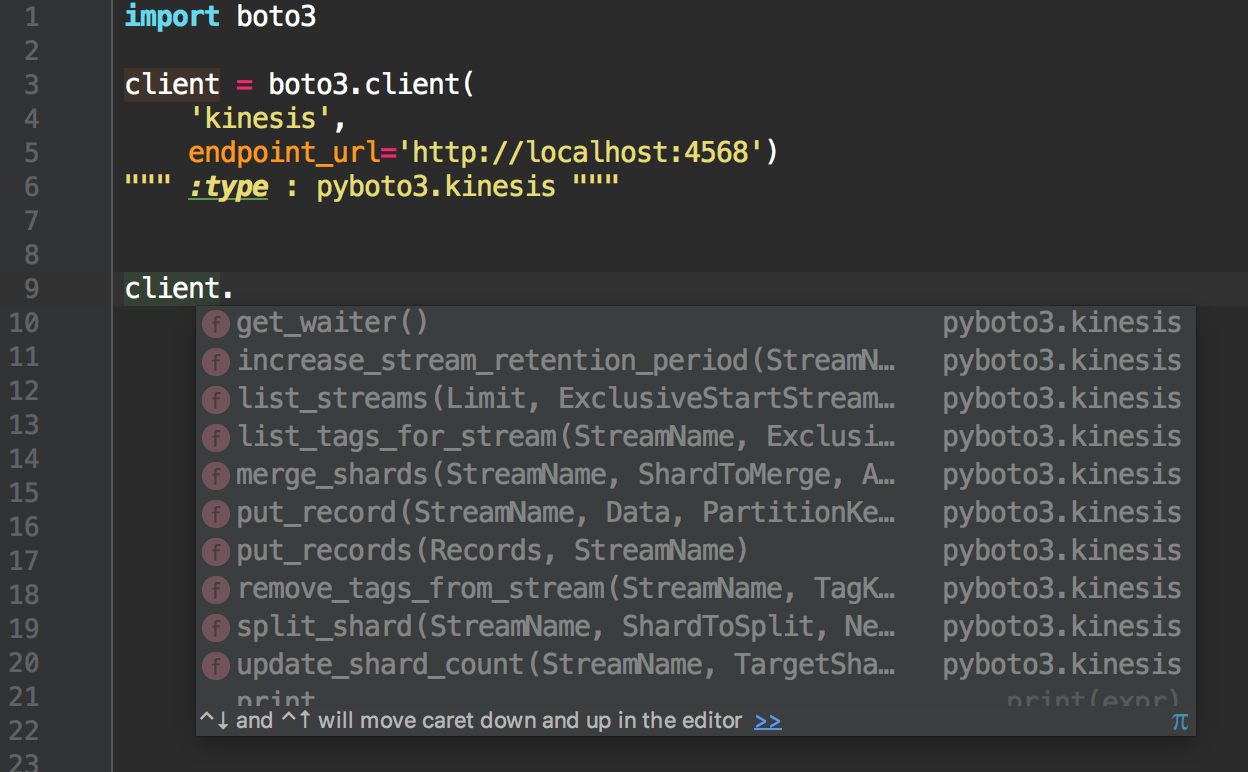 1 import boto3
2
3 client = boto3.client(
4 'kinesis',
5 endpoint_url='http://localhost:4568')
6 """ :type : pyboto3.kinesis """
7
8
9 client.
10 f get_waiter() pyboto3.kinesis
11 f increase_stream_retention_period(StreamN… pyboto3.kinesis
12 f list_streams(Limit, ExclusiveStartStream… pyboto3.kinesis
13 f list_tags_for_stream(StreamName, Exclusi… pyboto3.kinesis
14 f merge_shards(StreamName, ShardToMerge, A… pyboto3.kinesis
15 f put_record(StreamName, Data, PartitionKe… pyboto3.kinesis
16 f put_records(Records, StreamName) pyboto3.kinesis
17
18 f remove_tags_from_stream(StreamName, TagK… pyboto3.kinesis
19 f split_shard(StreamName, ShardToSplit, Ne… pyboto3.kinesis
20 f update_shard_count(StreamName, TargetSha… pyboto3.kinesis
21 print print(expr)
22 ^↓ and ^↑ will move caret down and up in the editor >> π
23